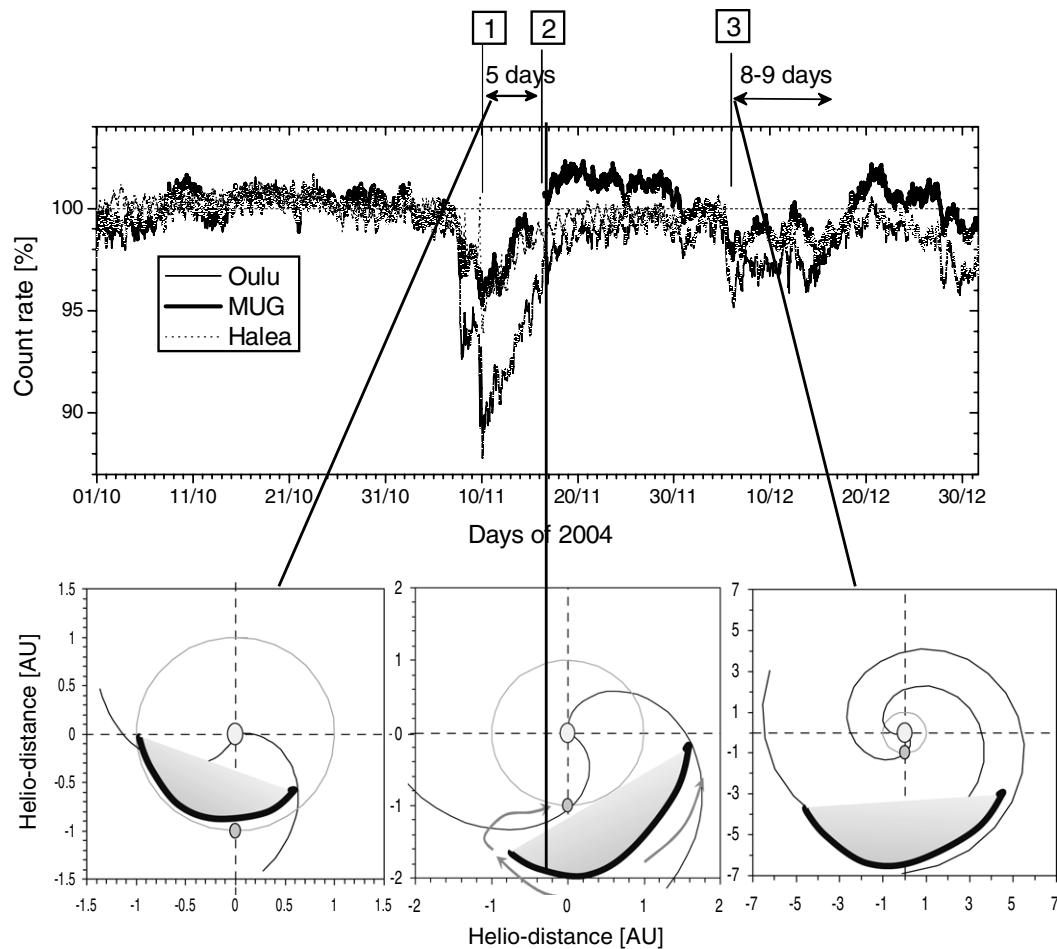 1 2 3
5 days 8-9 days
100
95
90
Count rate [%]
Oulu
MUG
Halea
01/10 11/10 21/10 31/10 10/11 20/11 30/11 10/12 20/12 30/12
Days of 2004
Helio-distance [AU]
1.5
1
0.5
0
-0.5
-1
-1.5
-1.5 -1 -0.5 0 0.5 1 1.5
2
1
0
-1
-2
-2 -1 0 1 2
7
5
3
1
-1
-3
-5
-7
-7 -5 -3 -1 1 3 5 7
Helio-distance [AU]